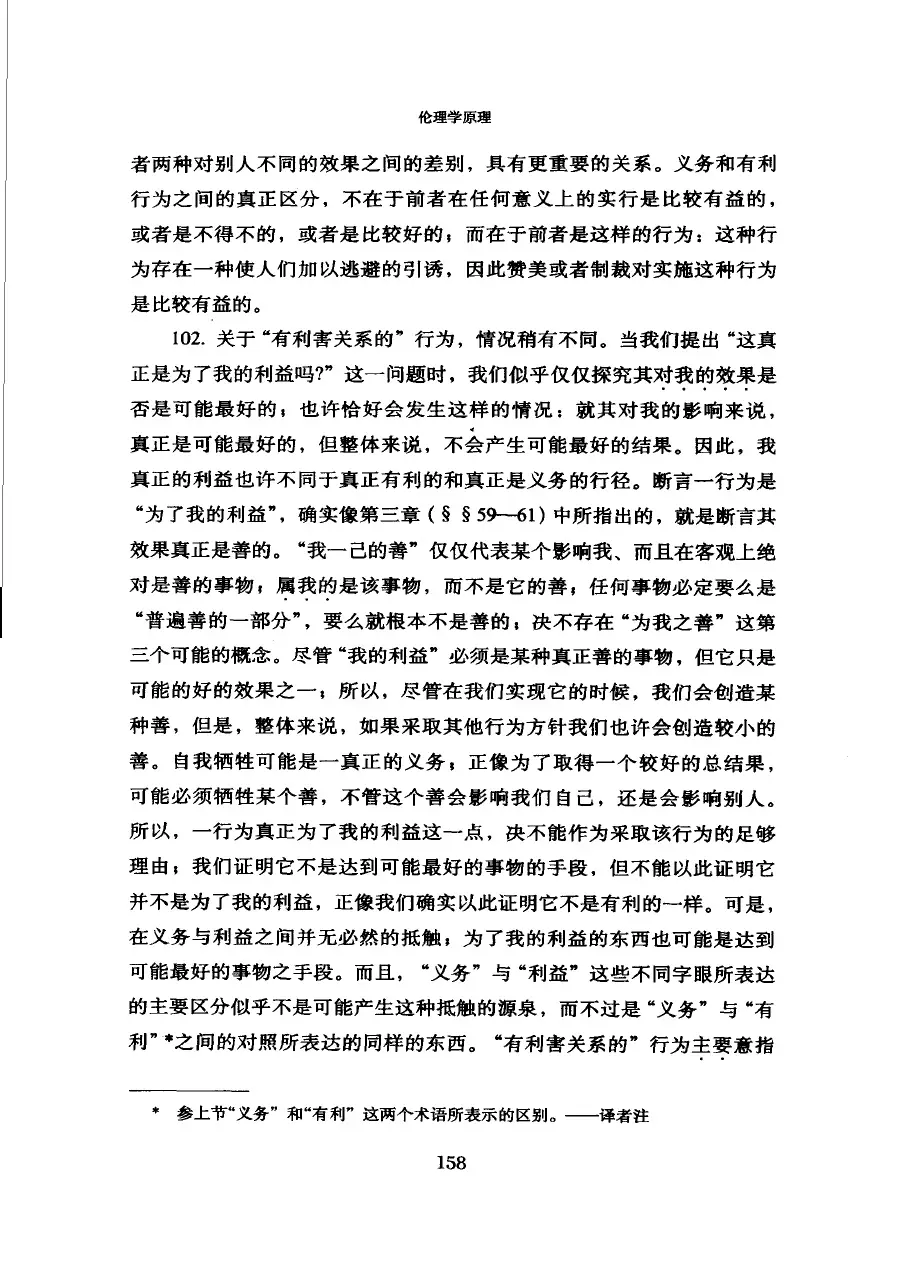 伦理学原理
者两种对别人不同的效果之间的差别，具有更重要的关系。义务和有利
行为之间的真正区分，不在于前者在任何意义上的实行是比较有益的，
或者是不得不的，或者是比较好的；而在于前者是这样的行为：这种行
为存在一种使人们加以逃避的引诱，因此赞美或者制裁对实施这种行为
是比较有益的。
102. 关于“有利害关系的”行为，情况稍有不同。当我们提出“这真
正是为了我的利益吗?”这一问题时，我们似乎仅仅探究其对我的效果是
否是可能最好的；也许恰好会发生这样的情况：就其对我的影响来说，
真正是可能最好的，但整体来说，不会产生可能最好的结果。因此，我
真正的利益也许不同于真正有利的和真正是义务的行径。断言一行为是
“为了我的利益”，确实像第三章（§§59—61）中所指出的，就是断言其
效果真正是善的。“我一己的善”仅仅代表某个影响我、而且在客观上绝
对是善的事物；属我的是该事物，而不是它的善；任何事物必定要么是
“普遍善的一部分”，要么就根本不是善的；决不存在“为我之善”这第
三个可能的概念。尽管“我的利益”必须是某种真正善的事物，但它只是
可能的好的效果之一；所以，尽管在我们实现它的时候，我们会创造某
种善，但是，整体来说，如果采取其他行为方针我们也许会创造较小的
善。自我牺牲可能是一真正的义务；正像为了取得一个较好的总结果，
可能必须牺牲某个善，不管这个善会影响我们自己，还是会影响别人。
所以，一行为真正为了我的利益这一点，决不能作为采取该行为的足够
理由；我们证明它不是达到可能最好的事物的手段，但不能以此证明它
并不是为了我的利益，正像我们确实以此证明它不是有利的一样。可是，
在义务与利益之间并无必然的抵触；为了我的利益的东西也可能是达到
可能最好的事物之手段。而且，“义务”与“利益”这些不同字眼所表达
的主要区分似乎不是可能产生这种抵触的源泉，而不过是“义务”与“有
利”*之间的对照所表达的同样的东西。“有利害关系的”行为主要意指
* 参上节“义务”和“有利”这两个术语所表示的区别。——译者注
158